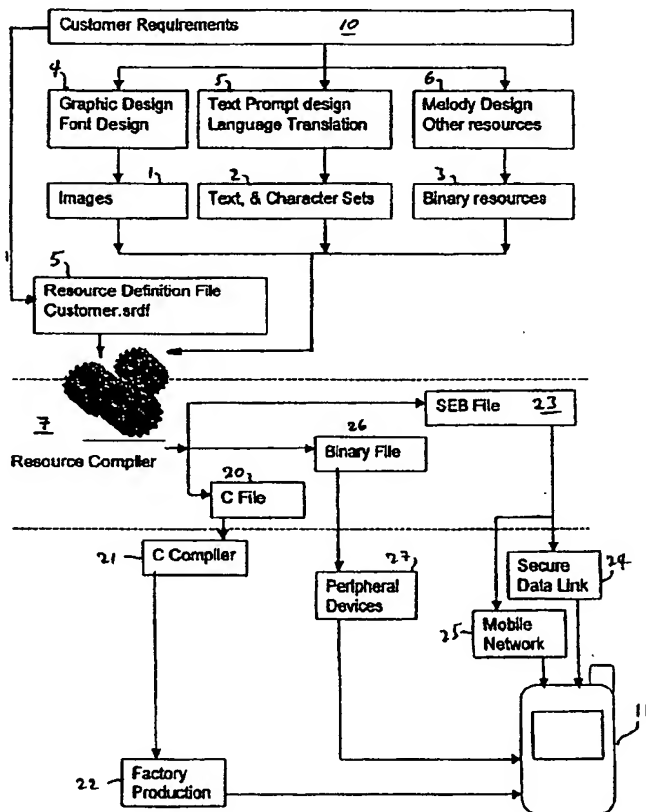 Customer Requirements 10
4 5 6
Graphic Design
Font Design
Text Prompt design
Language Translation
Melody Design
Other resources
1 2 3
Images
Text, & Character Sets
Binary resources
5
Resource Definition File
Customer.srdf
7
Resource Compiler
SEB File 23
26
Binary File
20
C File
21
C Compiler
27
Peripheral
Devices
Secure
Data Link
24
25
Mobile
Network
11
22
Factory
Production